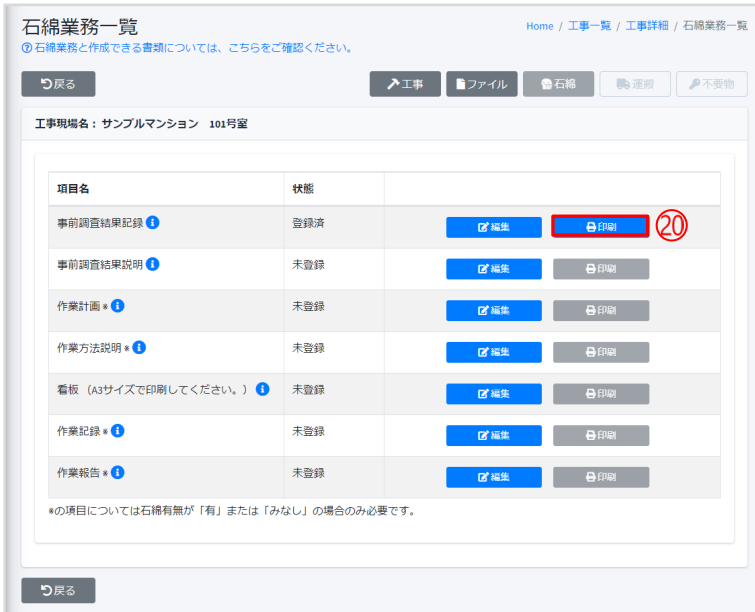 石綿業務一覧
Home / 工事一覧 / 工事詳細 / 石綿業務一覧
石綿業務と作成できる書類については、こちらをご確認ください。
戻る 工事 ファイル 石綿 運搬 不要物
工事現場名： サンプルマンション 101号室
項目名 状態
事前調査結果記録 登録済 編集 印刷 ⑳
事前調査結果説明 未登録 編集 印刷
作業計画 * 未登録 編集 印刷
作業方法説明 * 未登録 編集 印刷
看板 （A3サイズで印刷してください。） 未登録 編集 印刷
作業記録 * 未登録 編集 印刷
作業報告 * 未登録 編集 印刷
*の項目については石綿有無が「有」または「みなし」の場合のみ必要です。
戻る